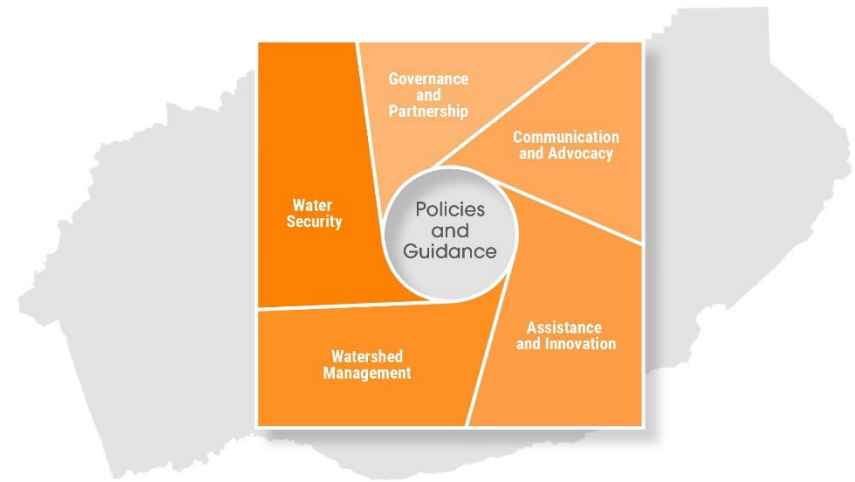 Governance
and
Partnership
Communication
and Advocacy
Water
Security
Policies
and
Guidance
Assistance
and Innovation
Watershed
Management